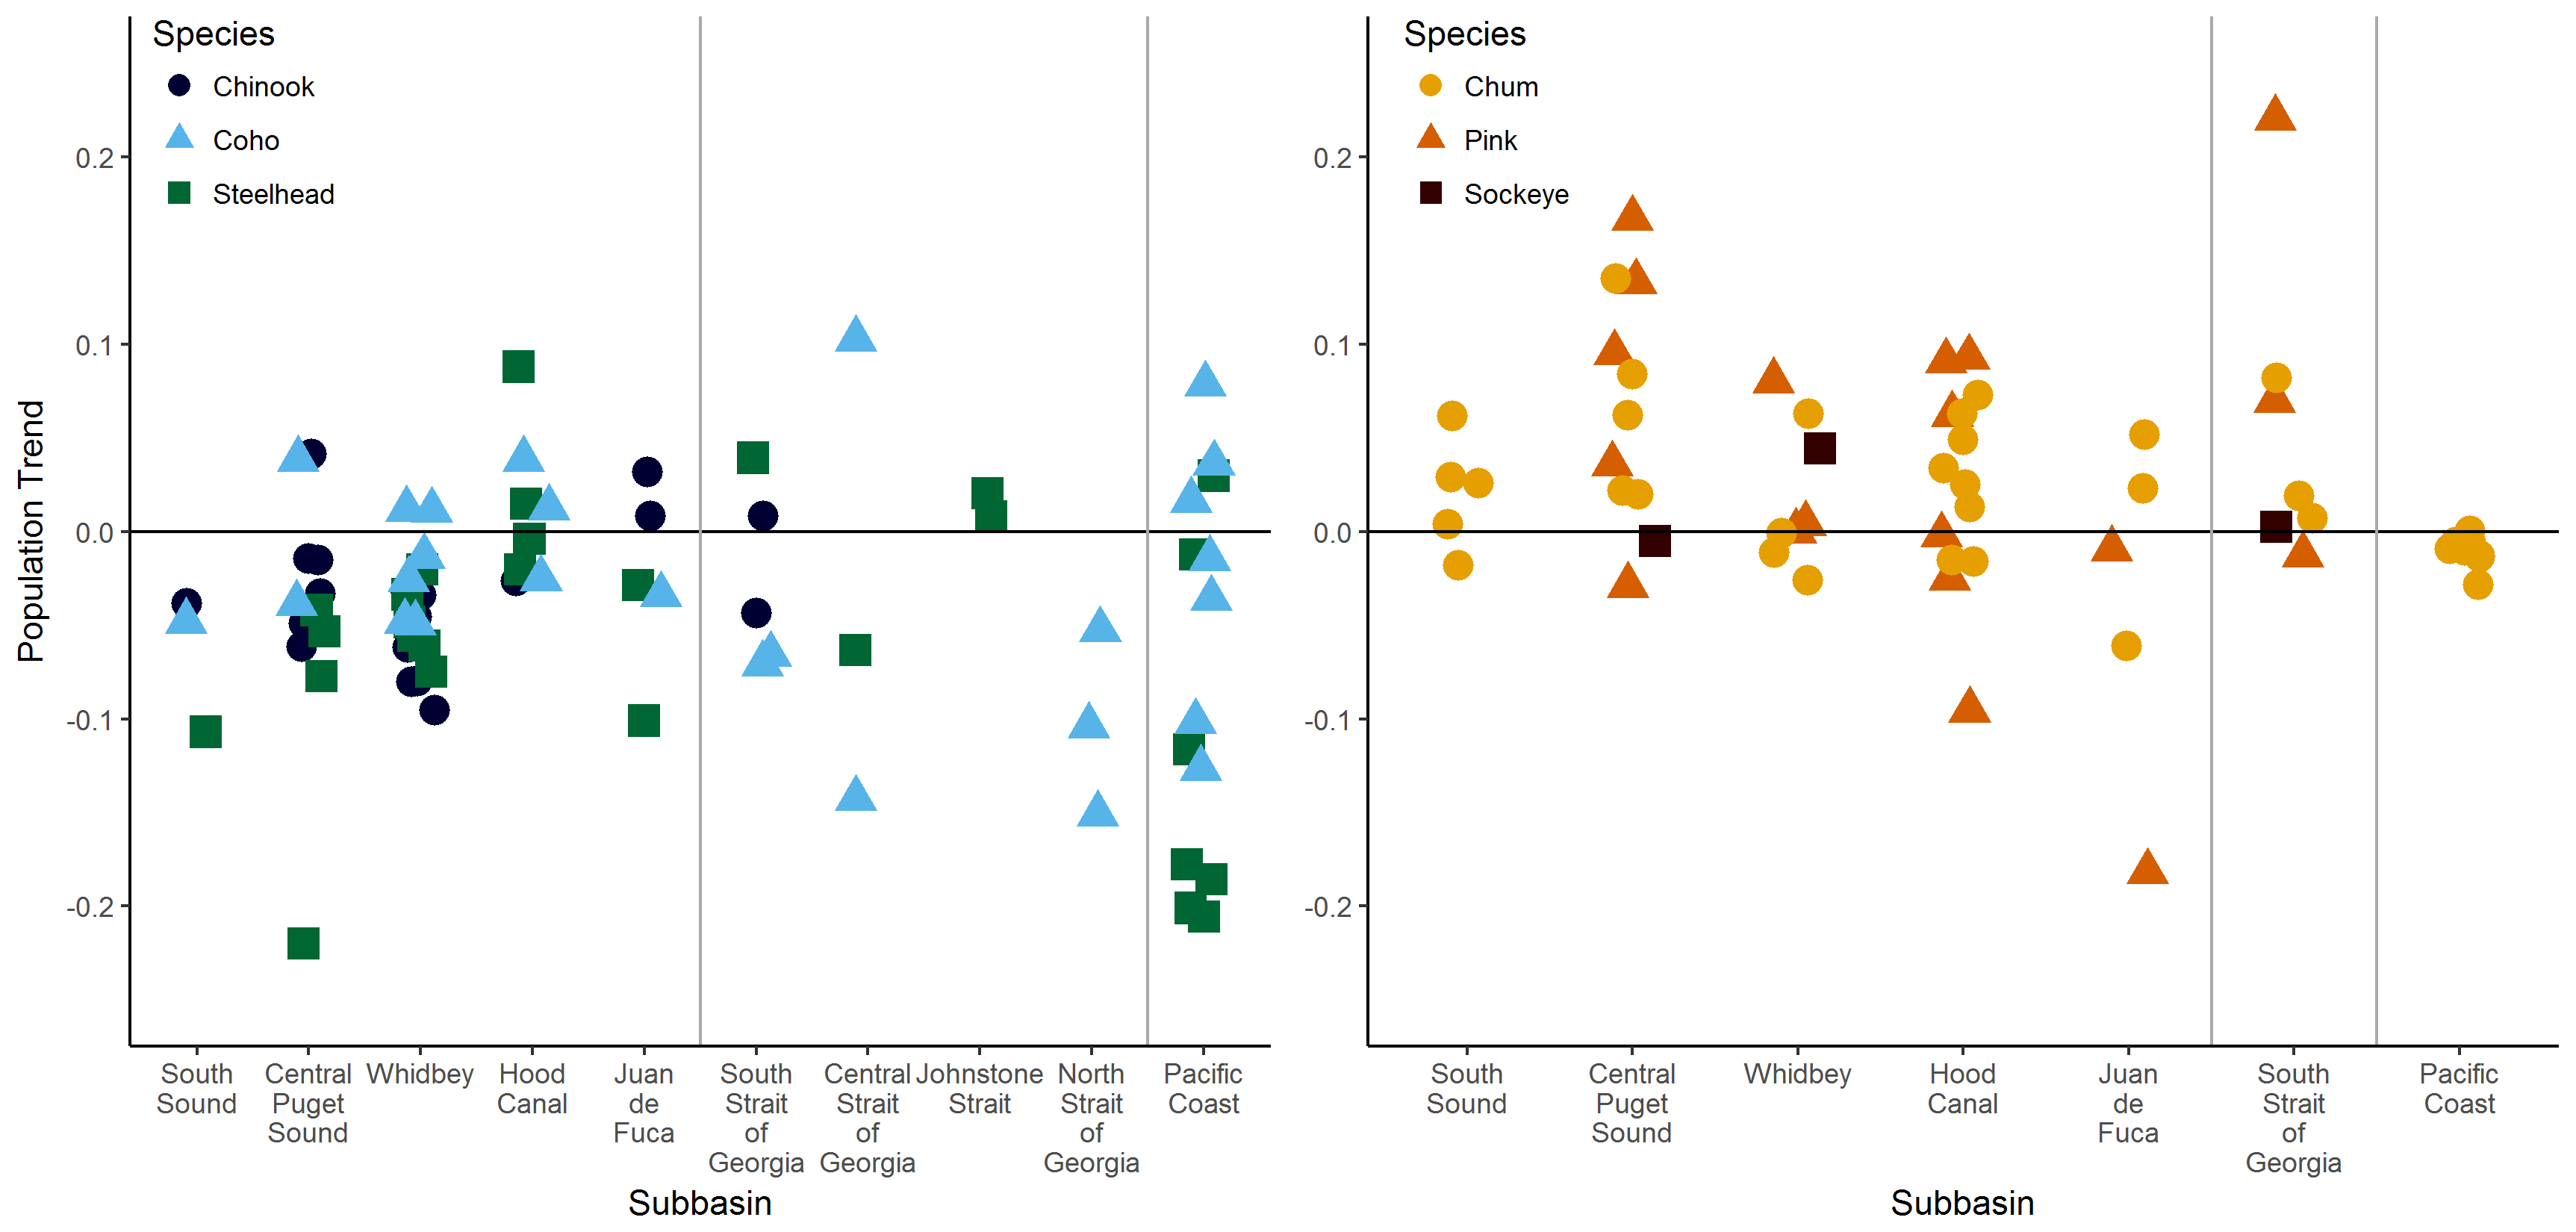 Species
Chinook
Coho
Steelhead
Population Trend
0.2
0.1
0.0
-0.1
-0.2
South
Sound
Central
Puget
Sound
Whidbey
Hood
Canal
Juan
de
Fuca
South
Strait
of
Georgia
Central
Strait
of
Georgia
Johnstone
Strait
North
Strait
of
Georgia
Pacific
Coast
Subbasin
Species
Chum
Pink
Sockeye
0.2
0.1
0.0
-0.1
-0.2
South
Sound
Central
Puget
Sound
Whidbey
Hood
Canal
Juan
de
Fuca
South
Strait
of
Georgia
Pacific
Coast
Subbasin